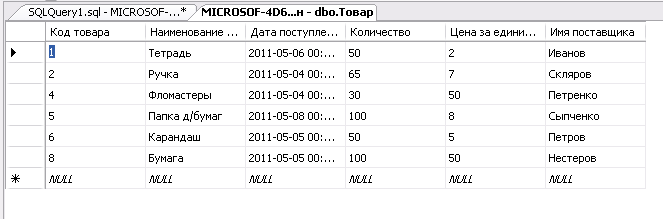 SQLQuery1.sql - MICROSOF-...* MICROSOF-4D6...н - dbo.Товар
Код товара Наименование ... Дата поступле... Количество Цена за едини... Имя поставщика
1 Тетрадь 2011-05-06 00:... 50 2 Иванов
2 Ручка 2011-05-04 00:... 65 7 Скляров
4 Фломастеры 2011-05-04 00:... 30 50 Петренко
5 Папка д/бумаг 2011-05-08 00:... 100 8 Сыпченко
6 Карандаш 2011-05-05 00:... 50 5 Петров
8 Бумага 2011-05-05 00:... 100 50 Нестеров
NULL NULL NULL NULL NULL NULL